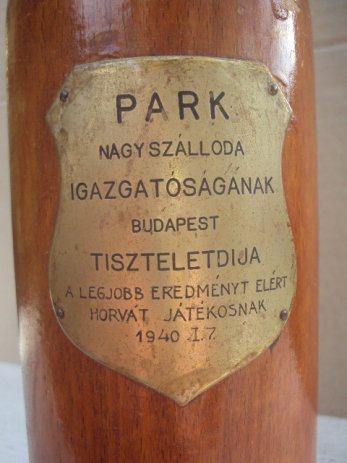 PARK
NAGYSZÁLLODA
IGAZGATÓSÁGÁNAK
BUDAPEST
TISZTELETDIJA
A LEGJOBB EREDMÉNYT ELÉRT
HORVÁT JÁTÉKOSNAK
1940 I.7.